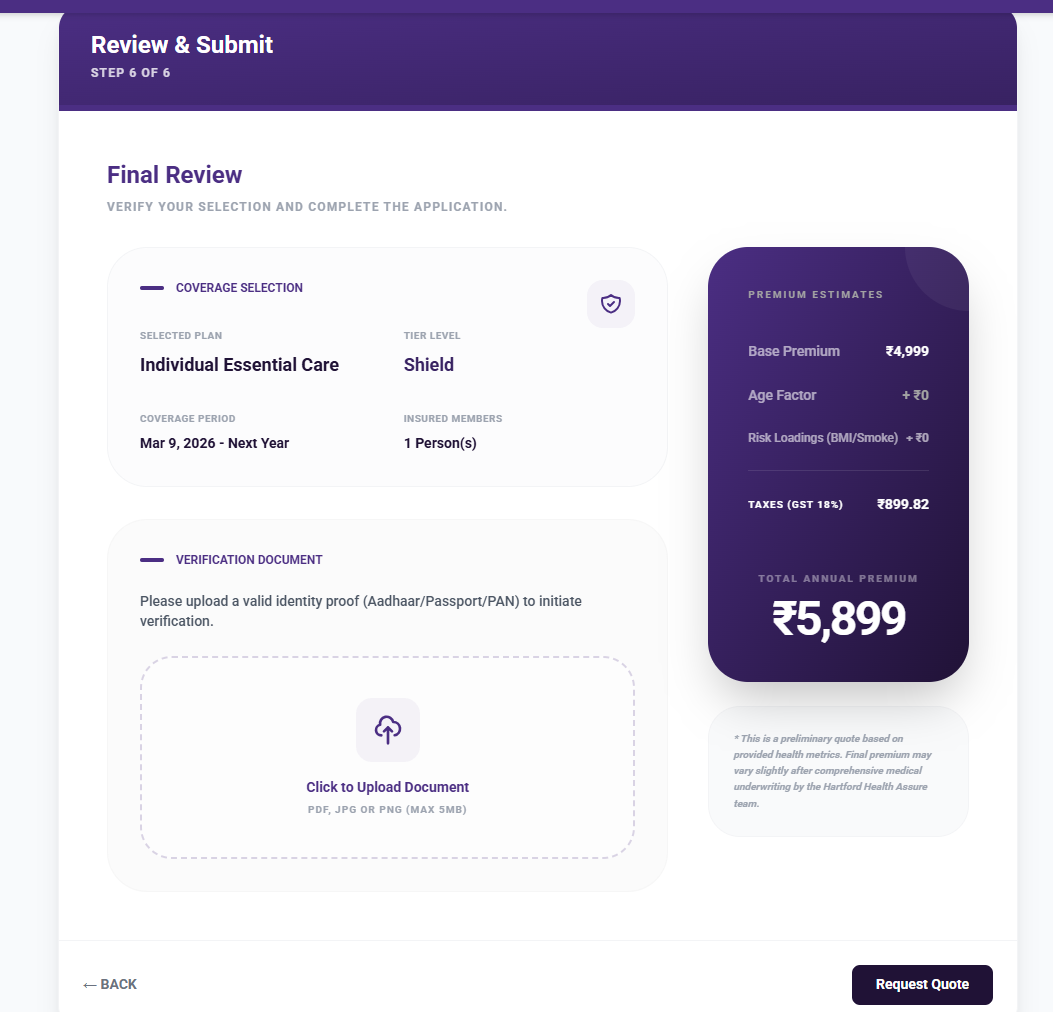 Review & Submit
STEP 6 OF 6
Final Review
VERIFY YOUR SELECTION AND COMPLETE THE APPLICATION.
COVERAGE SELECTION
SELECTED PLAN
Individual Essential Care
TIER LEVEL
Shield
COVERAGE PERIOD
Mar 9, 2026 - Next Year
INSURED MEMBERS
1 Person(s)
VERIFICATION DOCUMENT
Please upload a valid identity proof (Aadhaar/Passport/PAN) to initiate
verification.
Click to Upload Document
PDF, JPG OR PNG (MAX 5MB)
PREMIUM ESTIMATES
Base Premium ₹4,999
Age Factor + ₹0
Risk Loadings (BMI/Smoke) + ₹0
TAXES (GST 18%) ₹899.82
TOTAL ANNUAL PREMIUM
₹5,899
* This is a preliminary quote based on
provided health metrics. Final premium may
vary slightly after comprehensive medical
underwriting by the Hartford Health Assure
team.
← BACK
Request Quote